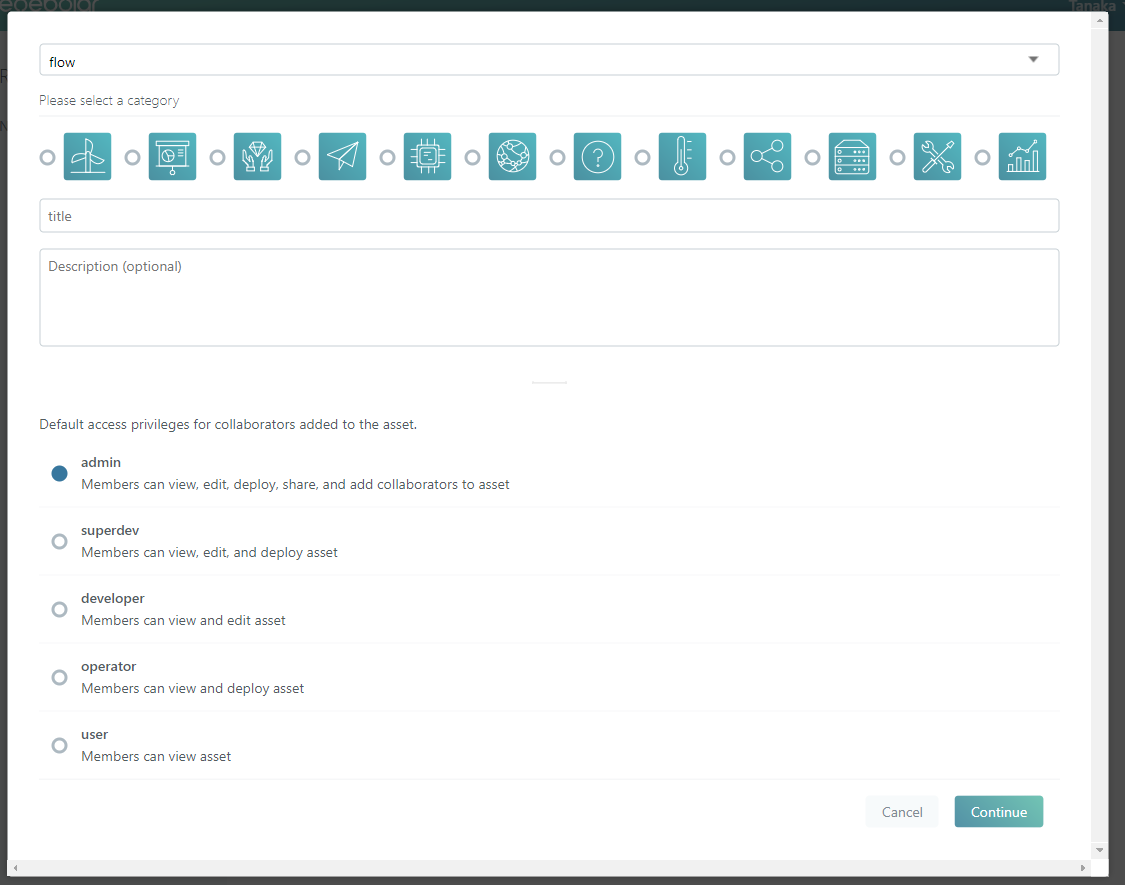 Tanaka
flow
Please select a category
?
title
Description (optional)
Default access privileges for collaborators added to the asset.
admin
Members can view, edit, deploy, share, and add collaborators to asset
superdev
Members can view, edit, and deploy asset
developer
Members can view and edit asset
operator
Members can view and deploy asset
user
Members can view asset
Cancel
Continue